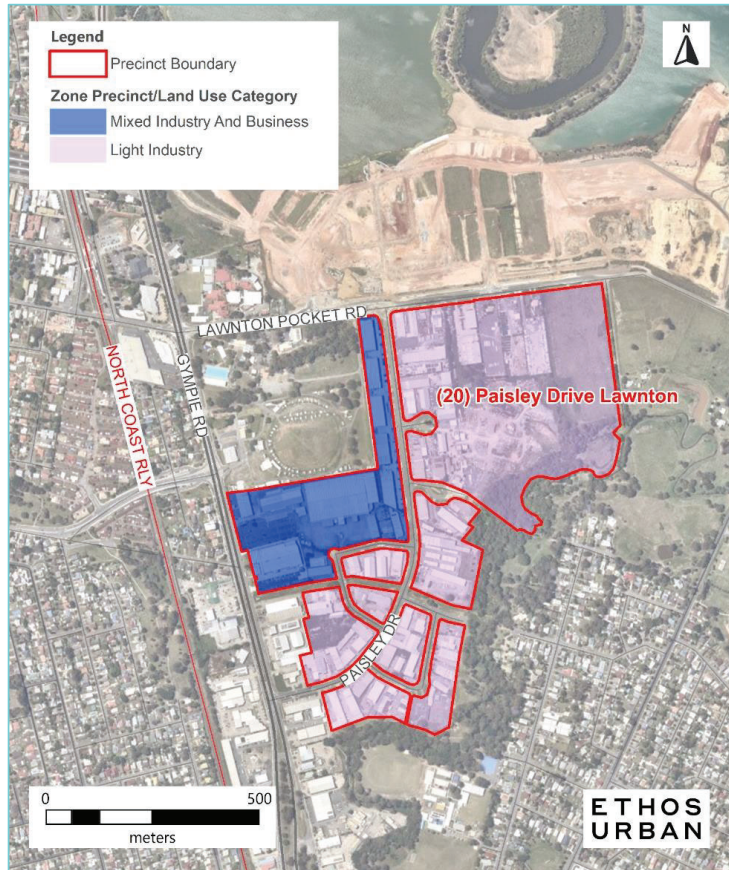 Legend
Precinct Boundary
Zone Precinct/Land Use Category
Mixed Industry And Business
Light Industry
N
LAWNTON POCKET RD
GYMPIE RD
NORTH COAST RLY
(20) Paisley Drive Lawnton
PAISLEY DR
0 500
meters
ETHOS
URBAN